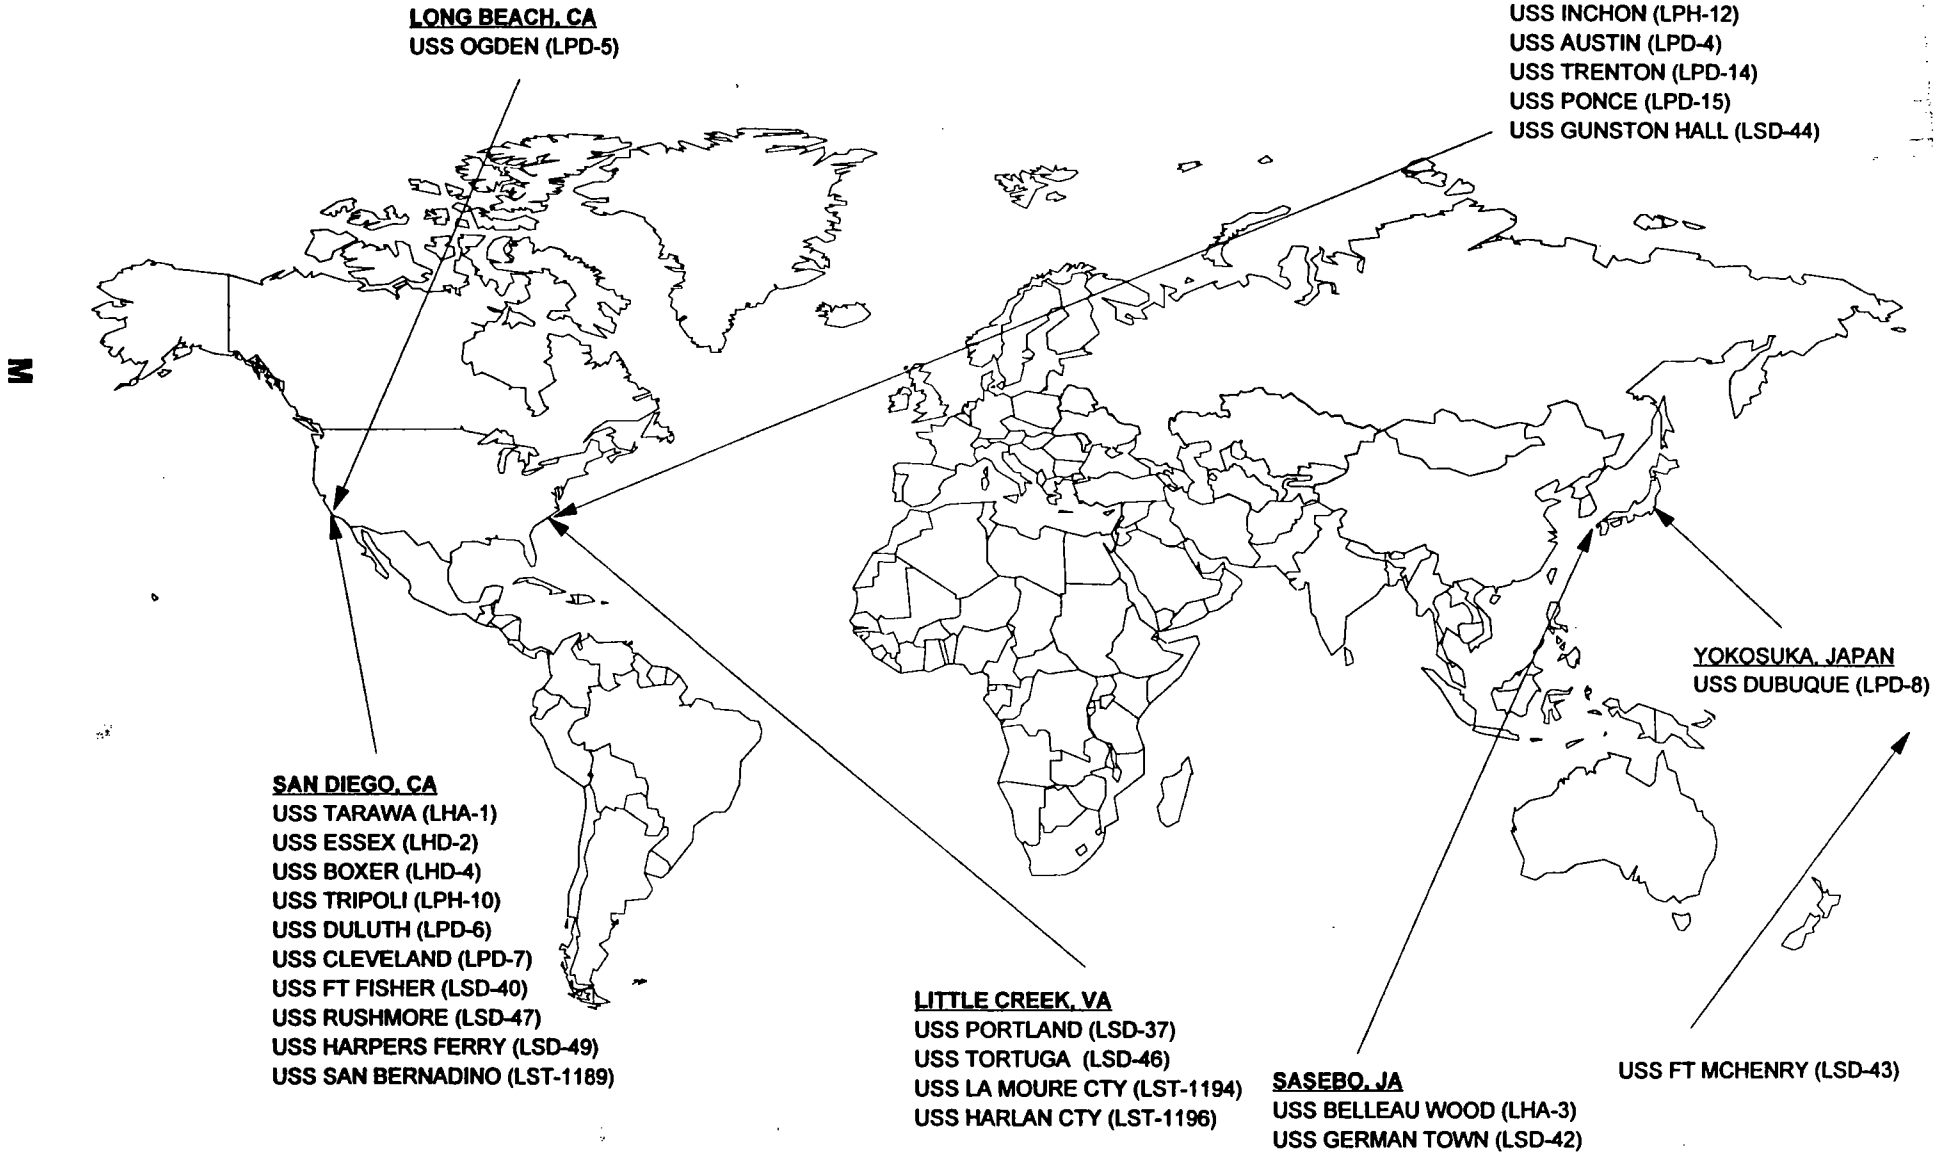 LONG BEACH, CA
USS OGDEN (LPD-5)
USS INCHON (LPH-12)
USS AUSTIN (LPD-4)
USS TRENTON (LPD-14)
USS PONCE (LPD-15)
USS GUNSTON HALL (LSD-44)
M
YOKOSUKA, JAPAN
USS DUBUQUE (LPD-8)
SAN DIEGO, CA
USS TARAWA (LHA-1)
USS ESSEX (LHD-2)
USS BOXER (LHD-4)
USS TRIPOLI (LPH-10)
USS DULUTH (LPD-6)
USS CLEVELAND (LPD-7)
USS FT FISHER (LSD-40)
USS RUSHMORE (LSD-47)
USS HARPERS FERRY (LSD-49)
USS SAN BERNADINO (LST-1189)
LITTLE CREEK, VA
USS PORTLAND (LSD-37)
USS TORTUGA (LSD-46)
USS LA MOURE CTY (LST-1194)
USS HARLAN CTY (LST-1196)
SASEBO, JA
USS BELLEAU WOOD (LHA-3)
USS GERMAN TOWN (LSD-42)
USS FT MCHENRY (LSD-43)